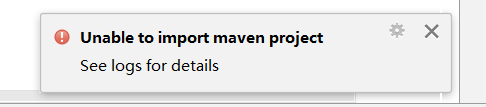 Unable to import maven project
See logs for details